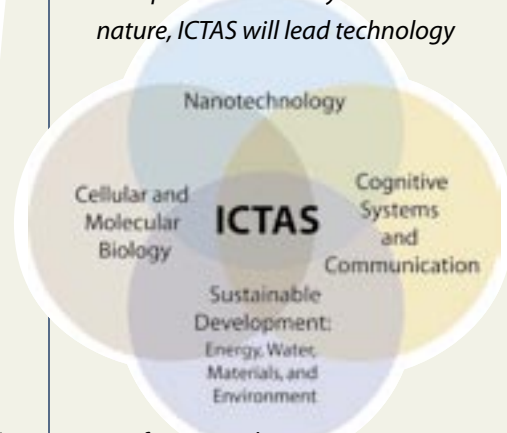 nature, ICTAS will lead technology
Nanotechnology
Cellular and
Molecular
Biology
ICTAS
Cognitive
Systems
and
Communication
Sustainable
Development:
Energy, Water,
Materials, and
Environment